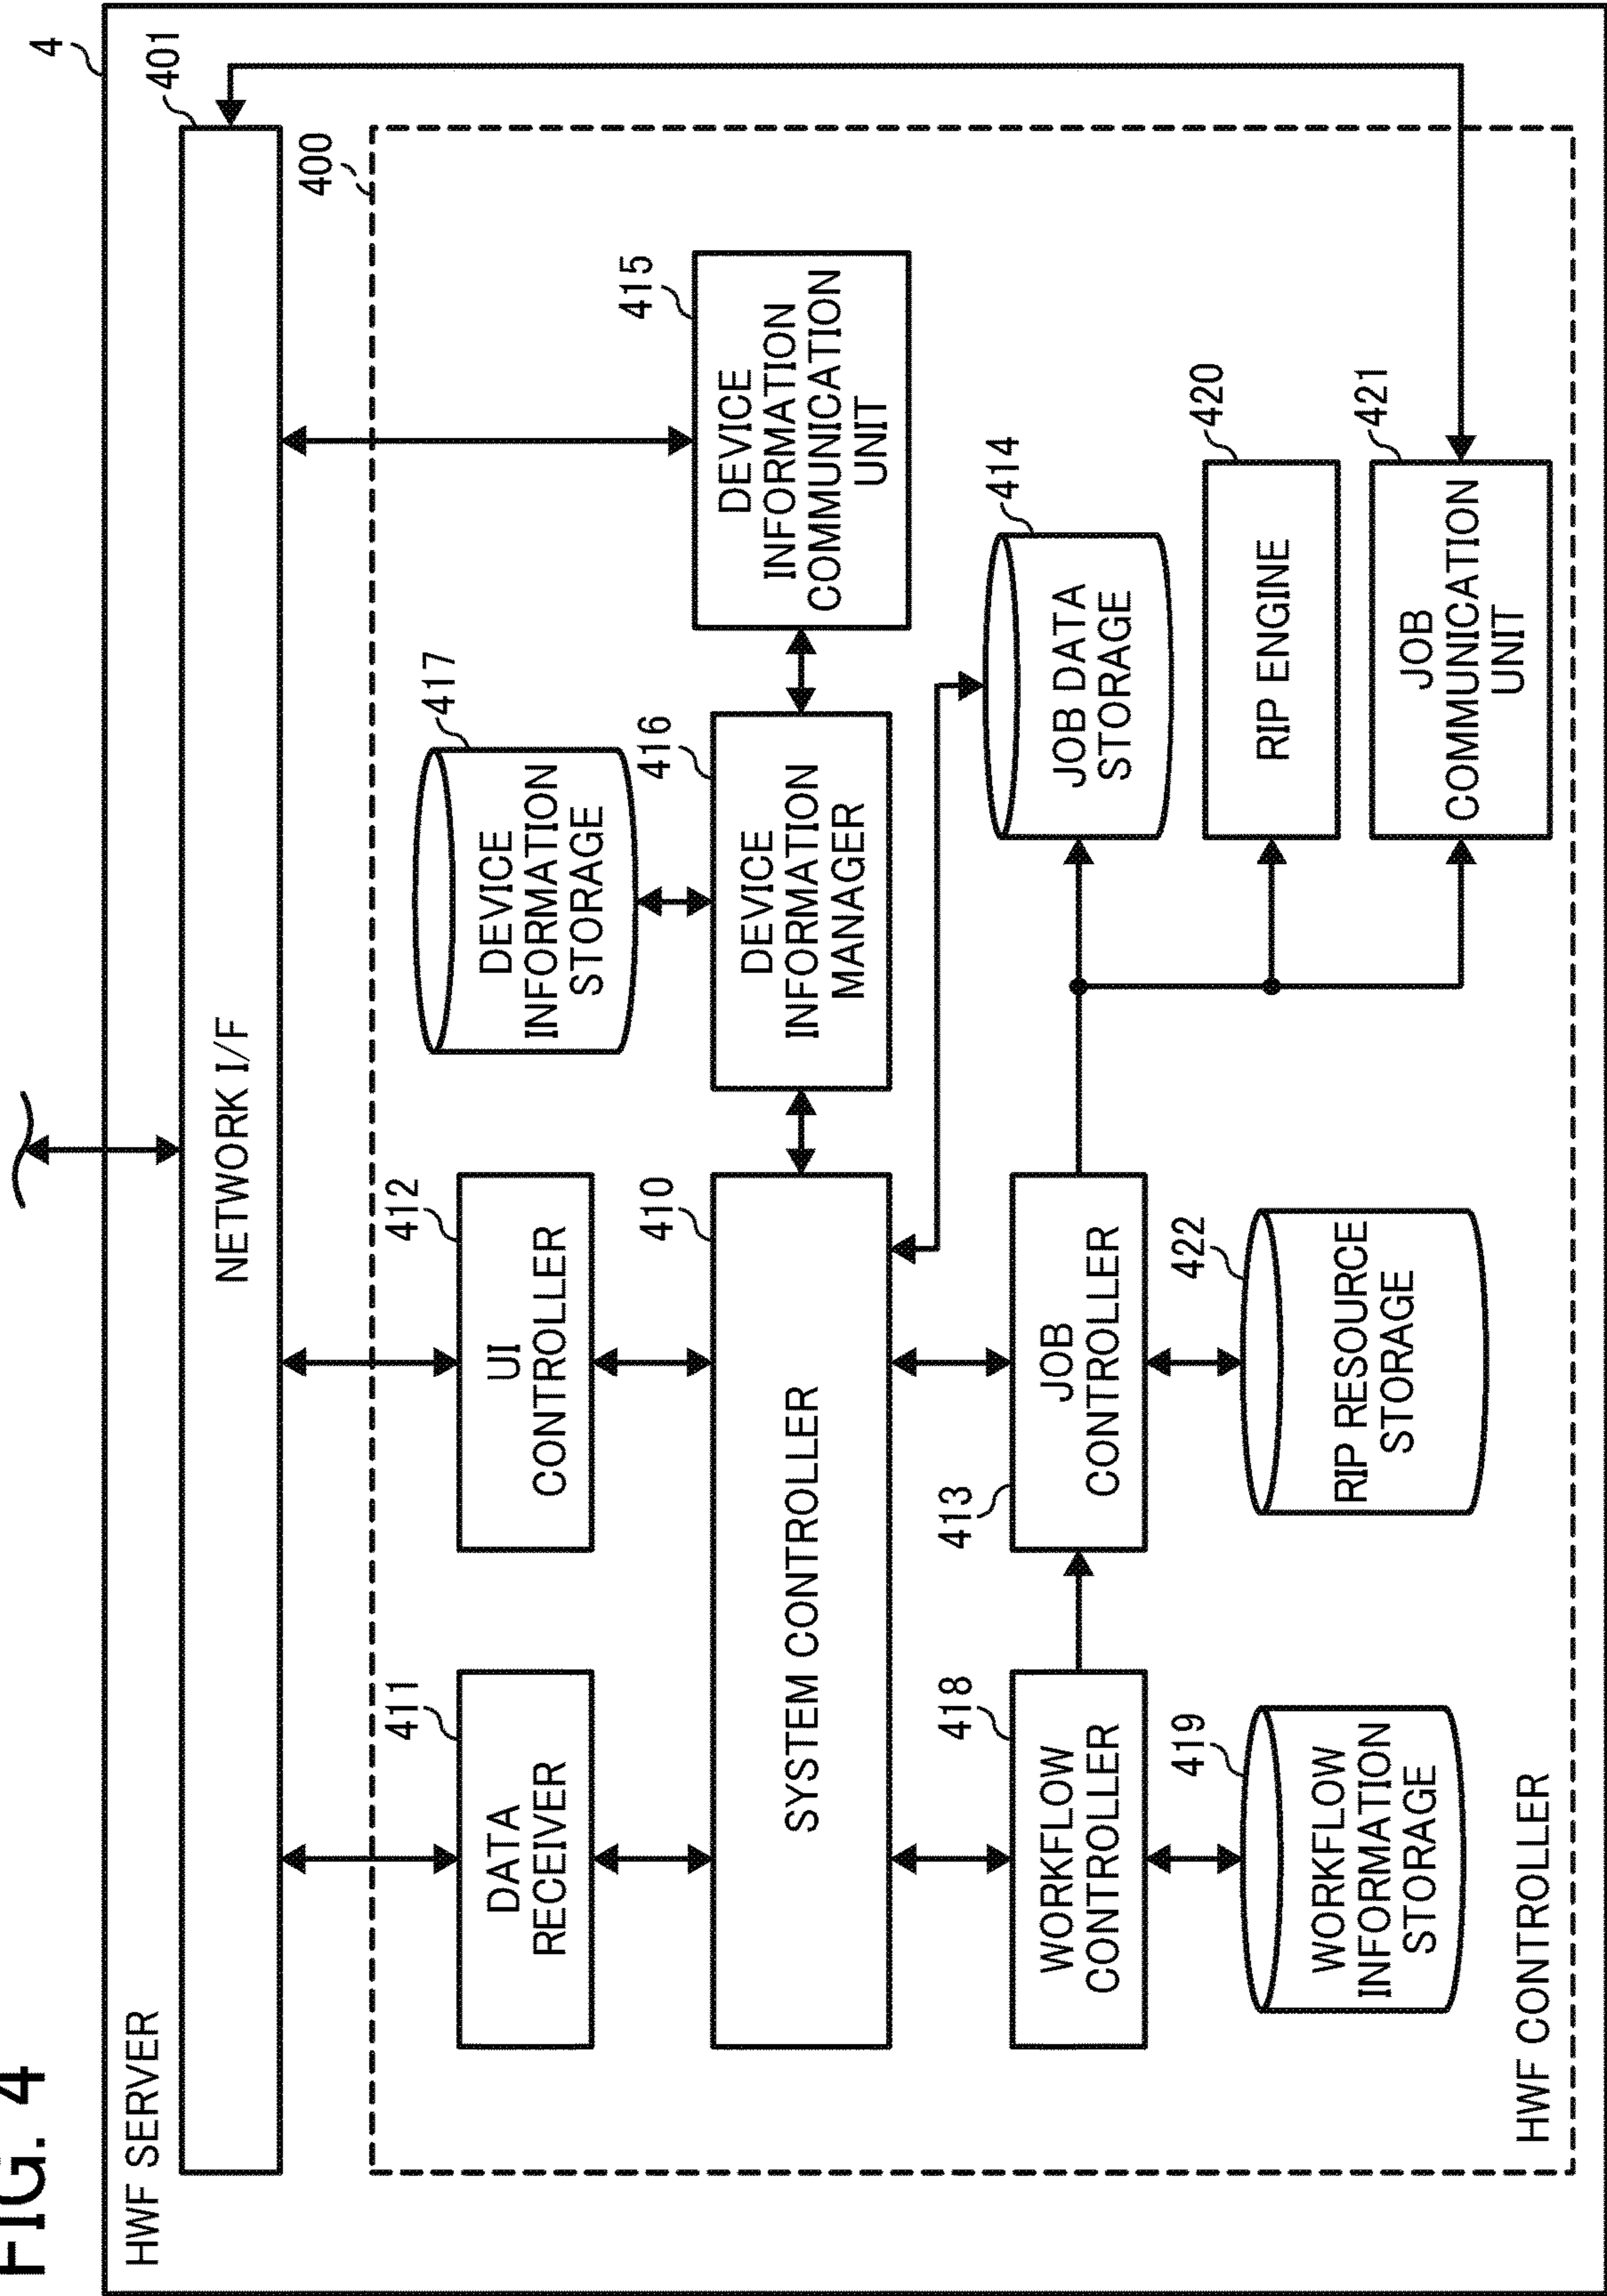 FIG. 4
4
HWF SERVER
401
NETWORK I/F
400
411
DATA
RECEIVER
412
UI
CONTROLLER
417
DEVICE
INFORMATION
STORAGE
410
SYSTEM CONTROLLER
416
DEVICE
INFORMATION
MANAGER
415
DEVICE
INFORMATION
COMMUNICATION
UNIT
418
WORKFLOW
CONTROLLER
413
JOB
CONTROLLER
414
JOB DATA
STORAGE
419
WORKFLOW
INFORMATION
STORAGE
422
RIP RESOURCE
STORAGE
420
RIP ENGINE
421
JOB
COMMUNICATION
UNIT
HWF CONTROLLER